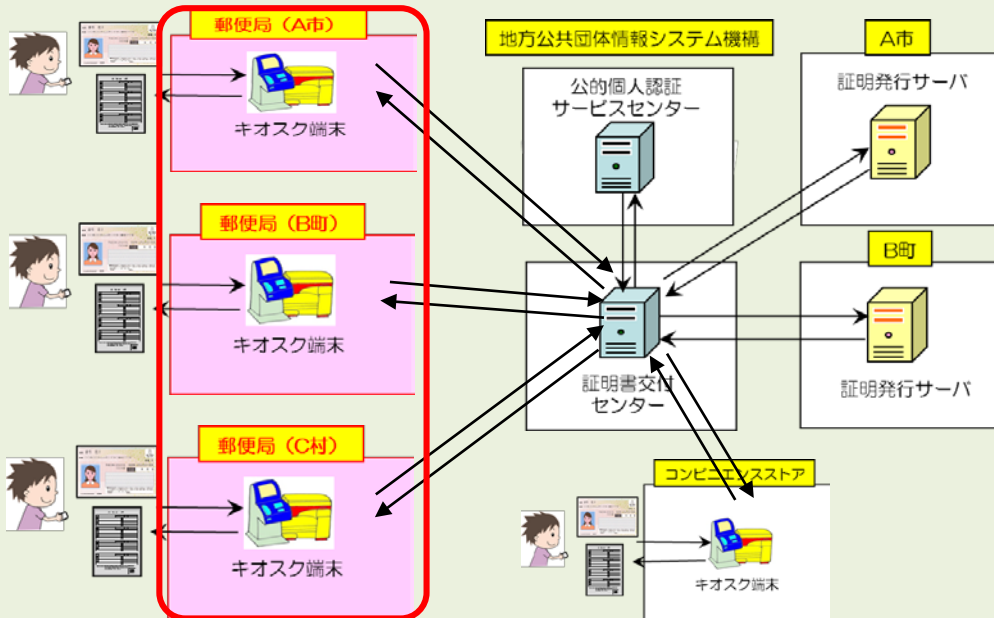 郵便局（A市）
キオスク端末
郵便局（B町）
キオスク端末
郵便局（C村）
キオスク端末
地方公共団体情報システム機構
公的個人認証
サービスセンター
証明書交付
センター
A市
証明発行サーバ
B町
証明発行サーバ
コンビニエンスストア
キオスク端末